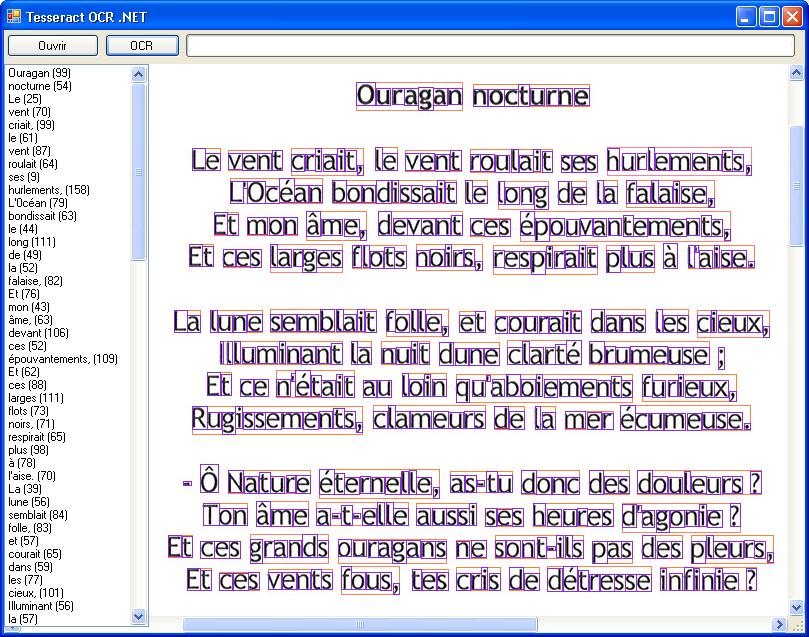 Tesseract OCR .NET
Ouvrir
OCR
Ouragan (99)
nocturne (54)
Le (25)
vent (70)
criait, (99)
le (61)
vent (87)
roulait (64)
ses (9)
hurlements, (158)
L'Océan (79)
bondissait (63)
le (44)
long (111)
de (49)
la (52)
falaise, (82)
Et (76)
mon (43)
âme, (63)
devant (106)
ces (52)
épouvantements, (109)
Et (62)
ces (88)
larges (111)
flots (73)
noirs, (71)
respirait (65)
plus (98)
à (78)
l'aise. (70)
La (39)
lune (56)
semblait (84)
folle, (83)
et (57)
courait (65)
dans (59)
les (77)
cieux, (101)
Illuminant (56)
la (57)
Ouragan nocturne
Le vent criait, le vent roulait ses hurlements,
L'Océan bondissait le long de la falaise,
Et mon âme, devant ces épouvantements,
Et ces larges flots noirs, respirait plus à l'aise.
La lune semblait folle, et courait dans les cieux,
Illuminant la nuit dune clarté brumeuse ;
Et ce n'était au loin qu'aboiements furieux,
Rugissements, clameurs de la mer écumeuse.
- Ô Nature éternelle, as-tu donc des douleurs ?
Ton âme a-t-elle aussi ses heures d'agonie ?
Et ces grands ouragans ne sont-ils pas des pleurs,
Et ces vents fous, tes cris de détresse infinie ?